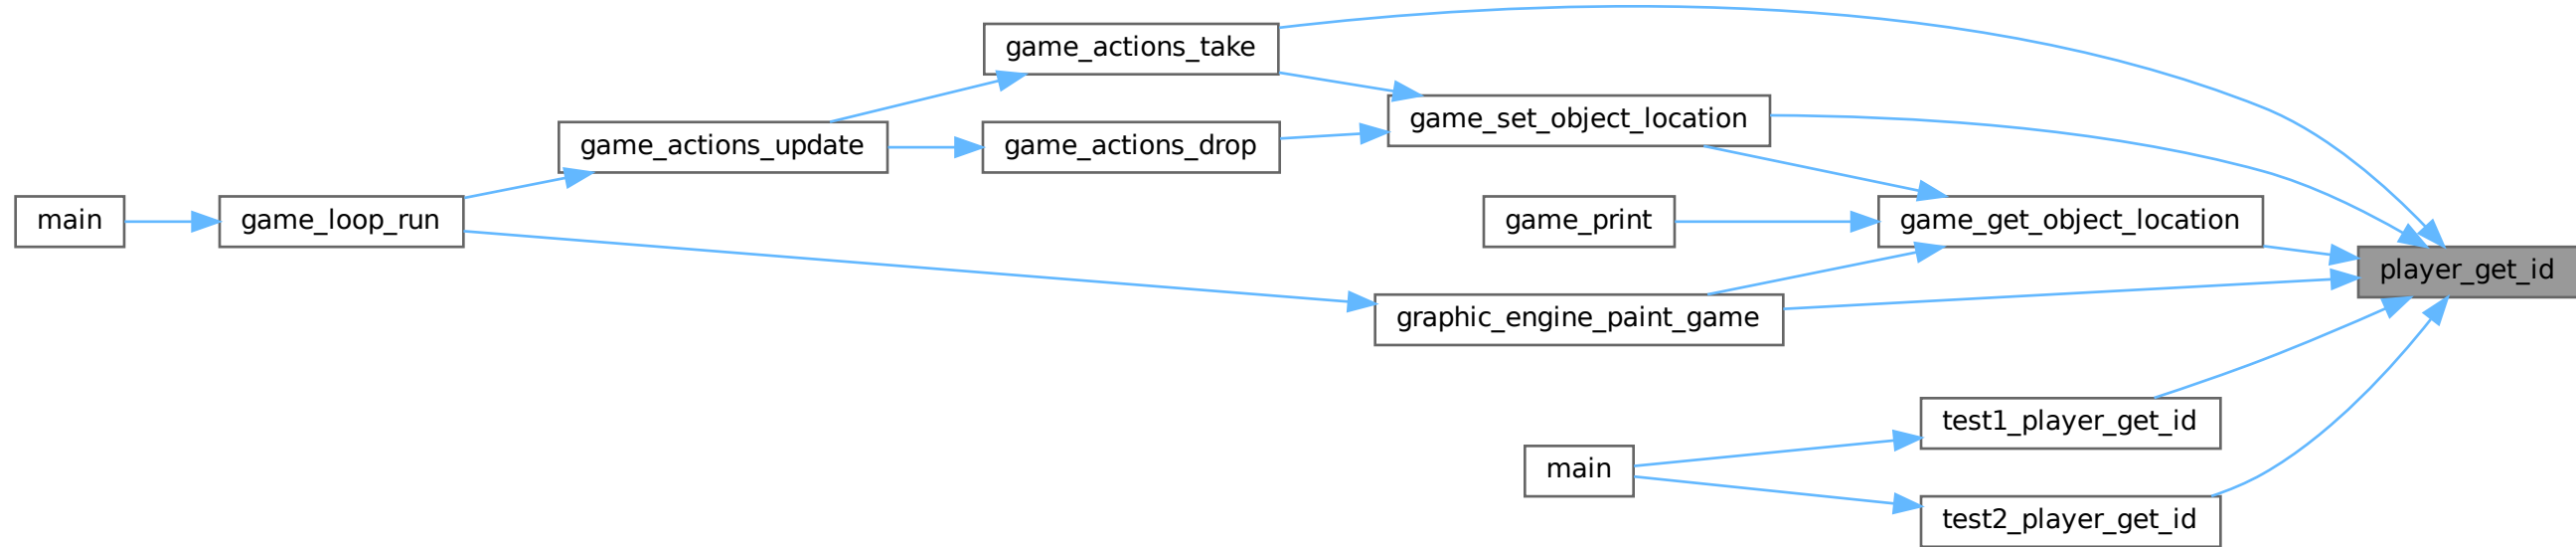 game_actions_take
game_set_object_location
game_actions_update
game_actions_drop
main
game_loop_run
game_print
game_get_object_location
player_get_id
graphic_engine_paint_game
test1_player_get_id
main
test2_player_get_id